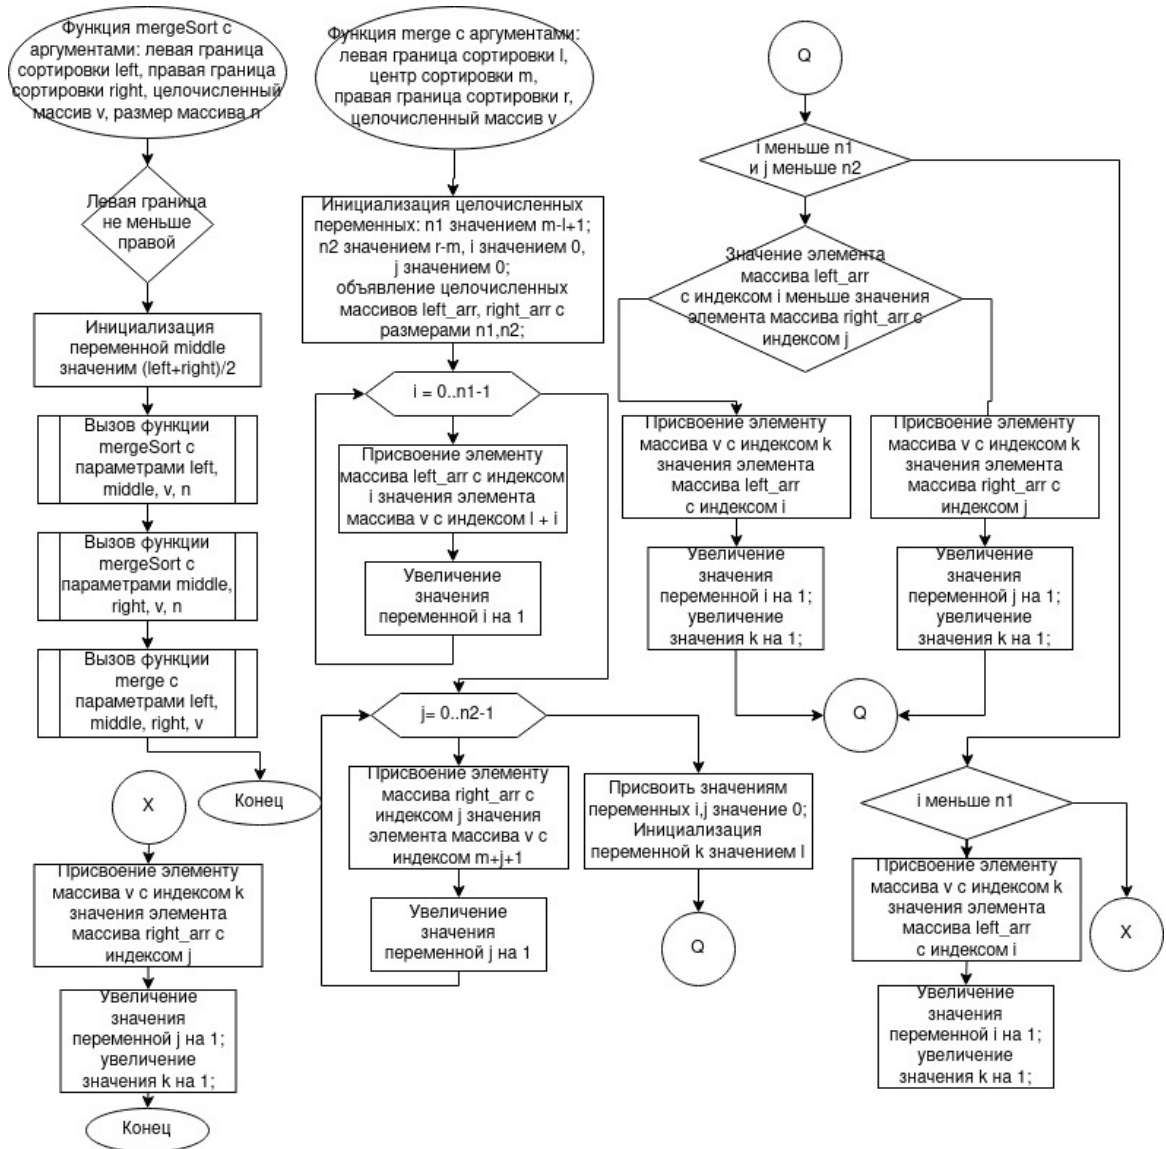 Функция mergeSort с
аргументами: левая граница
сортировки left, правая граница
сортировки right, целочисленный
массив v, размер массива n
Левая граница
не меньше
правой
Инициализация
переменной middle
значеним (left+right)/2
Вызов функции
mergeSort с
параметрами left,
middle, v, n
Вызов функции
mergeSort с
параметрами middle,
right, v, n
Вызов функции
merge с
параметрами left,
middle, right, v
Конец
X
Присвоение элементу
массива v с индексом k
значения элемента
массива right_arr с
индексом j
Увеличение
значения
переменной j на 1;
увеличение
значения k на 1;
Конец
Функция merge с аргументами:
левая граница сортировки l,
центр сортировки m,
правая граница сортировки r,
целочисленный массив v
Инициализация целочисленных
переменных: n1 значением m-l+1;
n2 значением r-m, i значением 0,
j значением 0;
объявление целочисленных
массивов left_arr, right_arr с
размерами n1,n2;
i = 0..n1-1
Присвоение элементу
массива left_arr с индексом
i значения элемента
массива v с индексом l + i
Увеличение
значения
переменной i на 1
j= 0..n2-1
Присвоение элементу
массива right_arr с
индексом j значения
элемента массива v с
индексом m+j+1
Увеличение
значения
переменной j на 1
Присвоить значениям
переменных i,j значение 0;
Инициализация
переменной k значением l
Q
Q
i меньше n1
и j меньше n2
Значение элемента
массива left_arr
с индексом i меньше значения
элемента массива right_arr с
индексом j
Присвоение элементу
массива v с индексом k
значения элемента
массива left_arr
с индексом i
Увеличение
значения
переменной i на 1;
увеличение
значения k на 1;
Присвоение элементу
массива v с индексом k
значения элемента
массива right_arr с
индексом j
Увеличение
значения
переменной j на 1;
увеличение
значения k на 1;
Q
i меньше n1
Присвоение элементу
массива v с индексом k
значения элемента
массива left_arr
с индексом i
Увеличение
значения
переменной i на 1;
увеличение
значения k на 1;
X